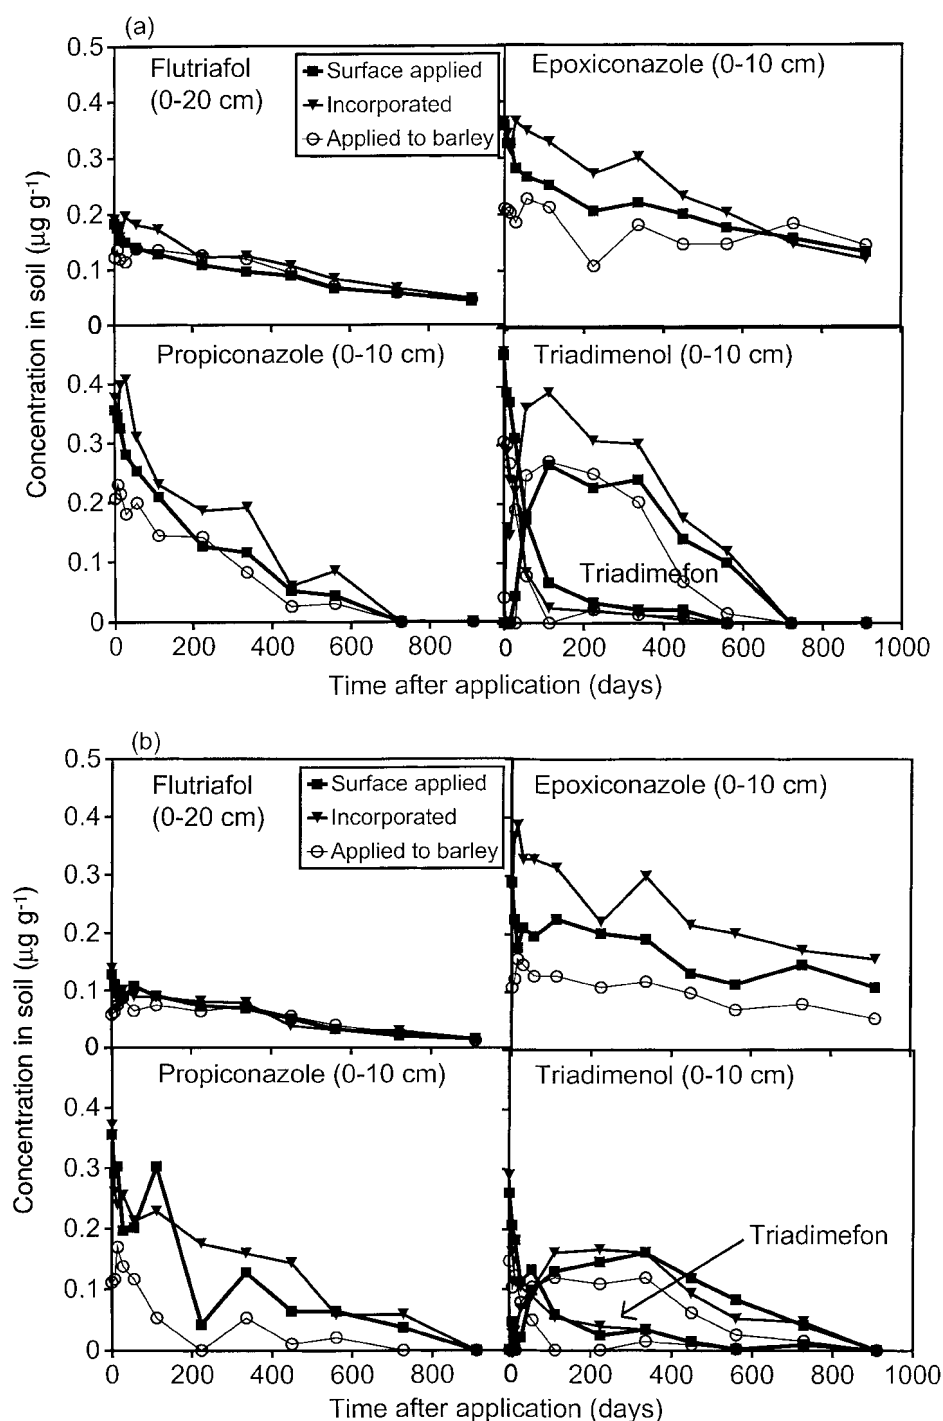 (a)
Flutriafol
(0-20 cm)
Surface applied
Incorporated
Applied to barley
Epoxiconazole (0-10 cm)
0.5
0.4
0.3
0.2
0.1
0
Concentration in soil (µg g-1)
Propiconazole (0-10 cm)
Triadimenol (0-10 cm)
0.4
0.3
0.2
0.1
0
Triadimefon
0 200 400 600 800 0 200 400 600 800 1000
Time after application (days)
(b)
Flutriafol
(0-20 cm)
Surface applied
Incorporated
Applied to barley
Epoxiconazole (0-10 cm)
0.5
0.4
0.3
0.2
0.1
0
Concentration in soil (µg g-1)
Propiconazole (0-10 cm)
Triadimenol (0-10 cm)
0.4
0.3
0.2
0.1
0
Triadimefon
0 200 400 600 800 0 200 400 600 800 1000
Time after application (days)